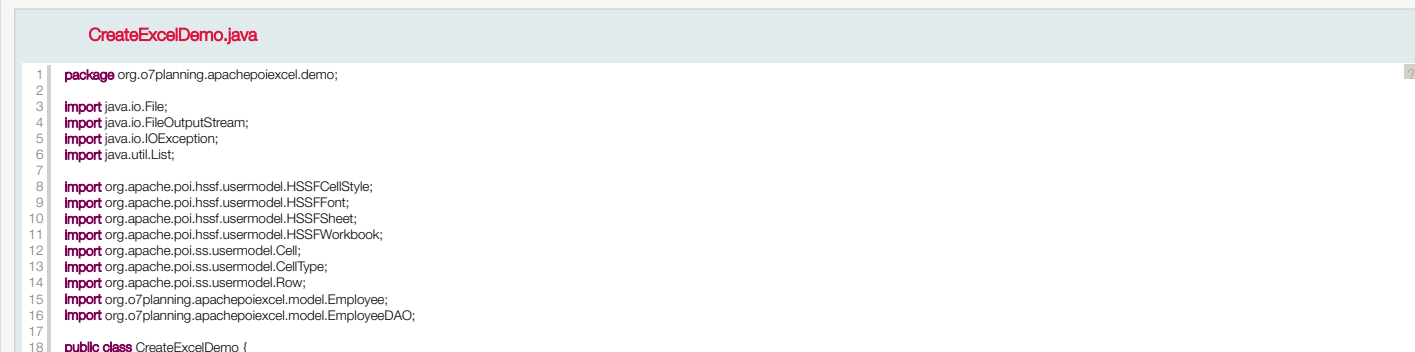 CreateExcelDemo.java
?
1 package org.o7planning.apachepoiexcel.demo;
2
3 import java.io.File;
4 import java.io.FileOutputStream;
5 import java.io.IOException;
6 import java.util.List;
7
8 import org.apache.poi.hssf.usermodel.HSSFCellStyle;
9 import org.apache.poi.hssf.usermodel.HSSFFont;
10 import org.apache.poi.hssf.usermodel.HSSFSheet;
11 import org.apache.poi.hssf.usermodel.HSSFWorkbook;
12 import org.apache.poi.ss.usermodel.Cell;
13 import org.apache.poi.ss.usermodel.CellType;
14 import org.apache.poi.ss.usermodel.Row;
15 import org.o7planning.apachepoiexcel.model.Employee;
16 import org.o7planning.apachepoiexcel.model.EmployeeDAO;
17
18 public class CreateExcelDemo {